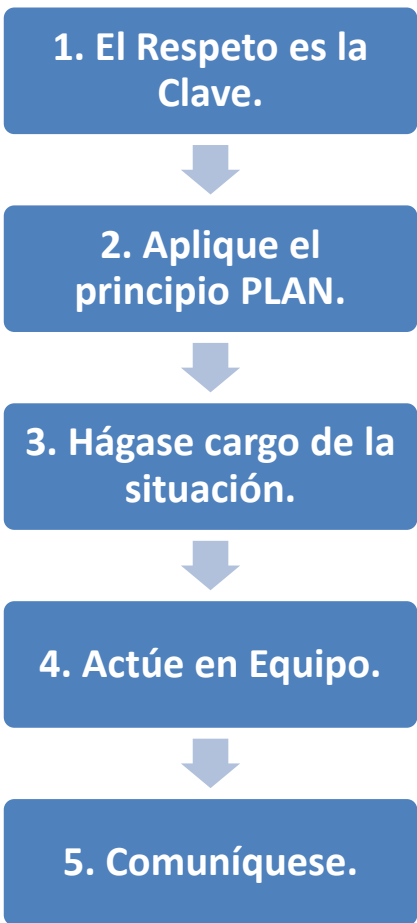 1. El Respeto es la
Clave.
2. Aplique el
principio PLAN.
3. Hágase cargo de la
situación.
4. Actúe en Equipo.
5. Comuníquese.